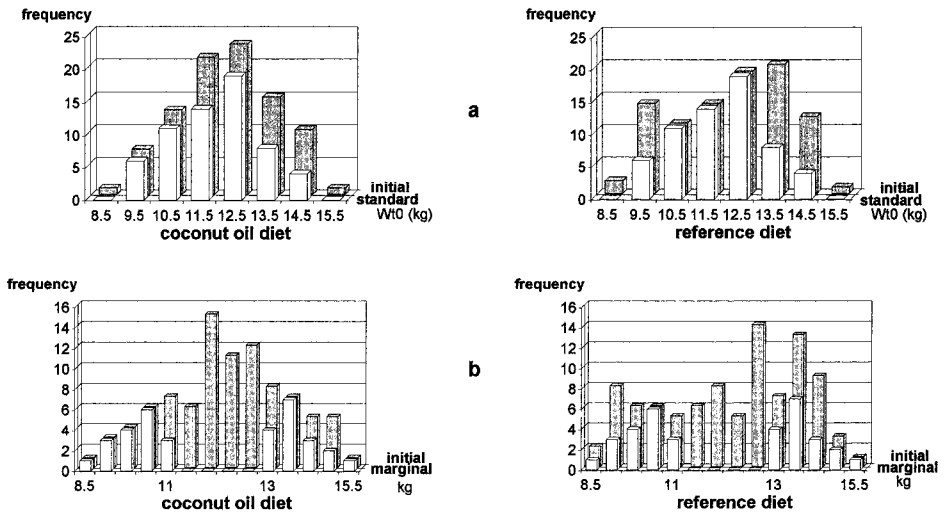 frequency
25
20
15
10
5
0
8.5 9.5 10.5 11.5 12.5 13.5 14.5 15.5
initial
standard
Wt0 (kg)
coconut oil diet
a
frequency
25
20
15
10
5
0
8.5 9.5 10.5 11.5 12.5 13.5 14.5 15.5
initial
standard
Wt0 (kg)
reference diet
frequency
16
14
12
10
8
6
4
2
0
8.5 11 13 15.5
initial
marginal
kg
coconut oil diet
b
frequency
16
14
12
10
8
6
4
2
0
8.5 11 13 15.5
initial
marginal
kg
reference diet